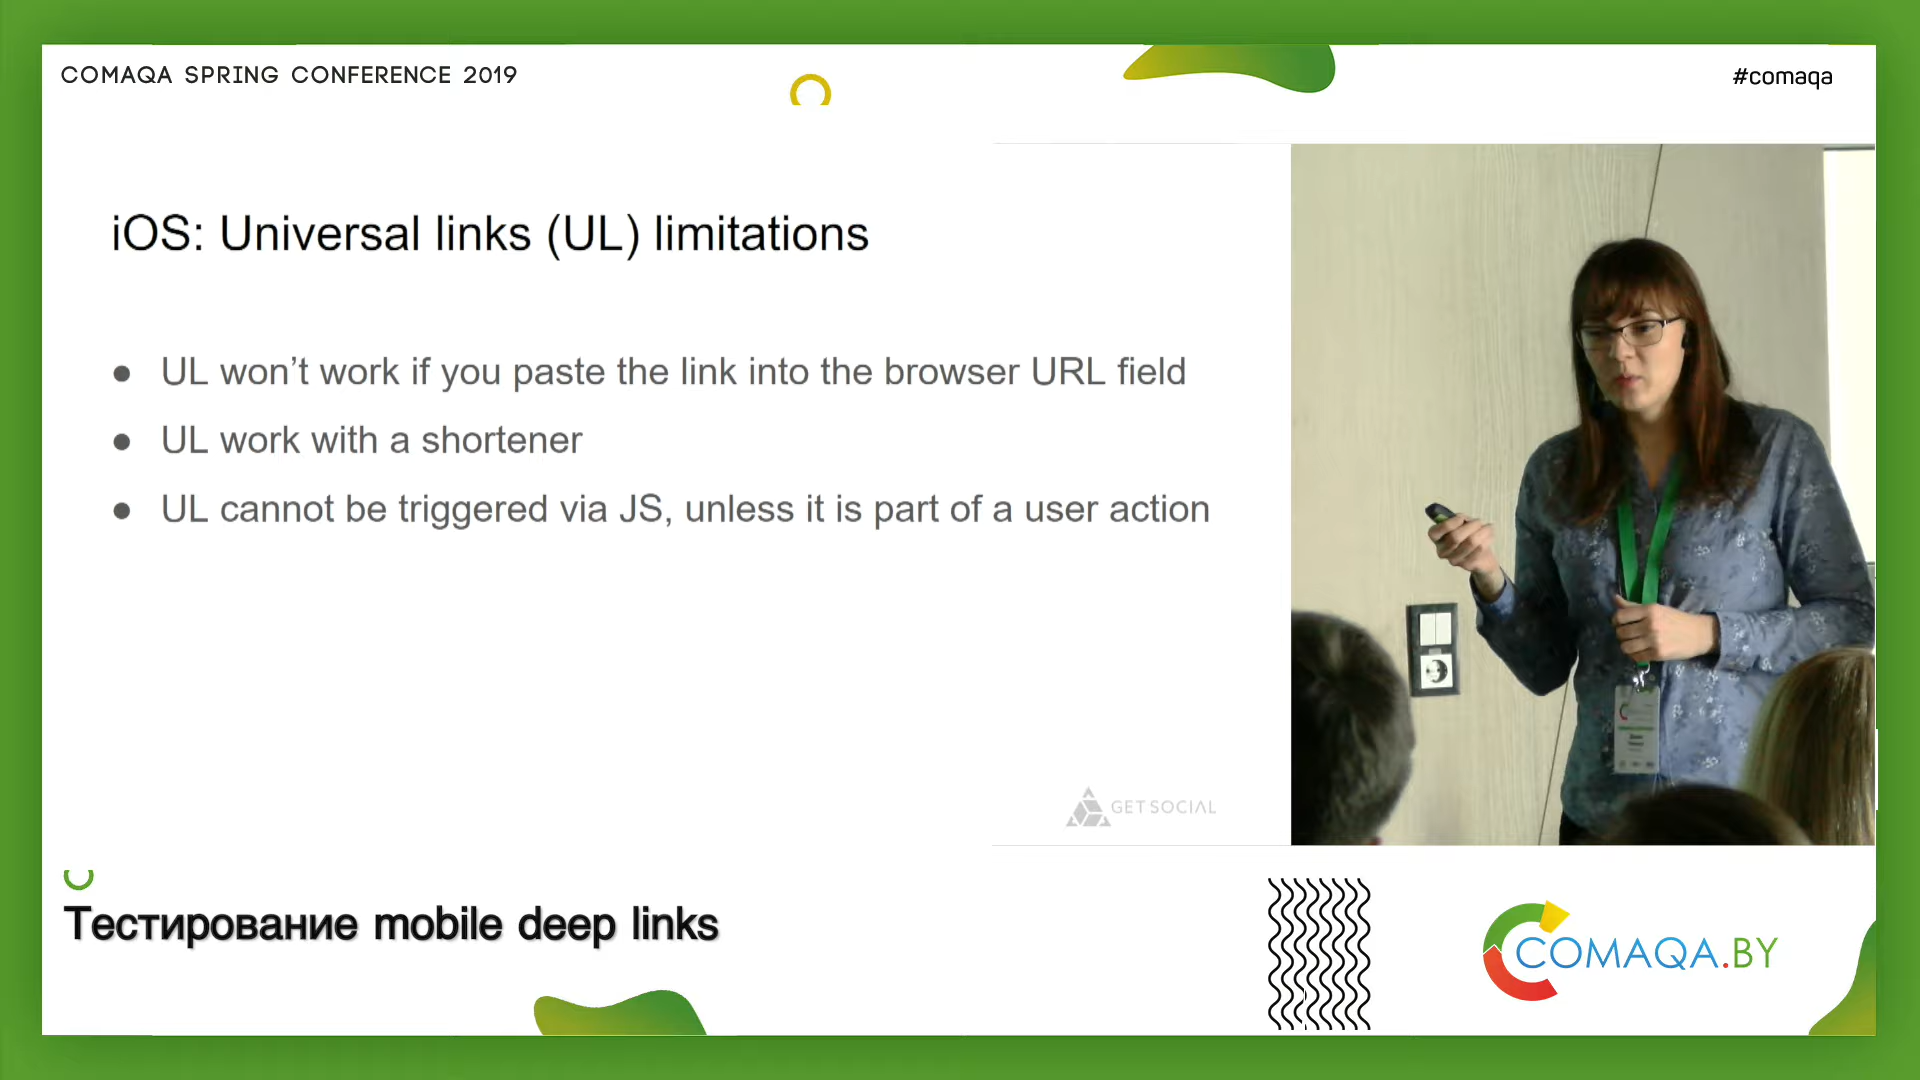 COMAQA SPRING CONFERENCE 2019
#comaqa
iOS: Universal links (UL) limitations
● UL won’t work if you paste the link into the browser URL field
● UL work with a shortener
● UL cannot be triggered via JS, unless it is part of a user action
GETSOCIAL
Тестирование mobile deep links
COMAQA.BY